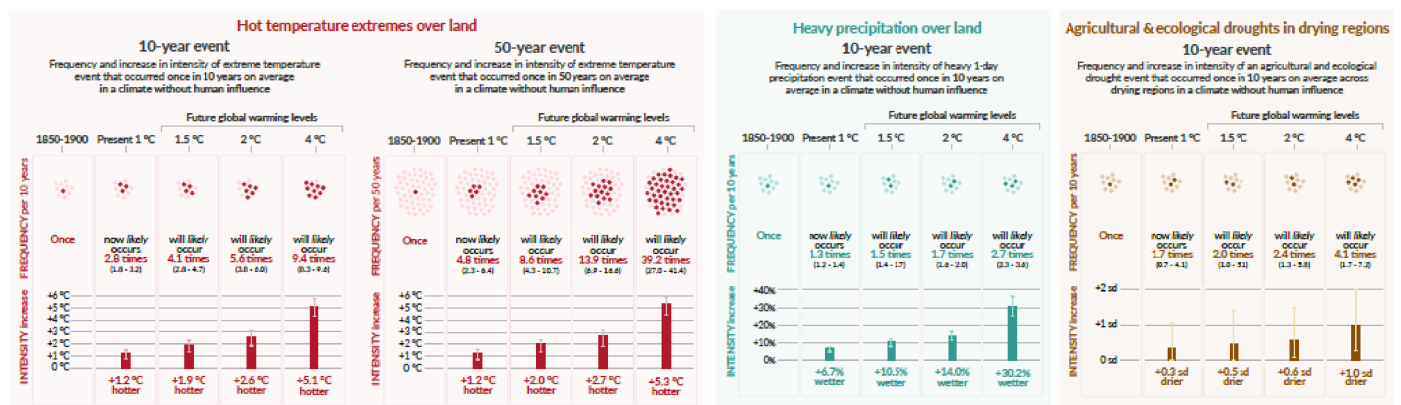 Hot temperature extremes over land
10-year event
Frequency and increase in intensity of extreme temperature
event that occurred once in 10 years on average
in a climate without human influence
Future global warming levels
1850-1900 Present 1 °C 1.5 °C 2 °C 4 °C
FREQUENCY per 10 years
Once
now likely occurs 2.8 times (1.8 - 3.2)
will likely occur 4.1 times (2.8 - 4.7)
will likely occur 5.6 times (3.8 - 6.0)
will likely occur 9.4 times (8.3 - 9.6)
INTENSITY increase
+6 °C
+5 °C
+4 °C
+3 °C
+2 °C
+1 °C
0 °C
+1.2 °C hotter
+1.9 °C hotter
+2.6 °C hotter
+5.1 °C hotter
50-year event
Frequency and increase in intensity of extreme temperature
event that occurred once in 50 years on average
in a climate without human influence
Future global warming levels
1850-1900 Present 1 °C 1.5 °C 2 °C 4 °C
FREQUENCY per 50 years
Once
now likely occurs 4.8 times (2.3 - 6.4)
will likely occur 8.6 times (4.3 - 10.7)
will likely occur 13.9 times (6.9 - 16.6)
will likely occur 39.2 times (27.0 - 41.4)
INTENSITY increase
+6 °C
+5 °C
+4 °C
+3 °C
+2 °C
+1 °C
0 °C
+1.2 °C hotter
+2.0 °C hotter
+2.7 °C hotter
+5.3 °C hotter
Heavy precipitation over land
10-year event
Frequency and increase in intensity of heavy 1-day
precipitation event that occurred once in 10 years on
average in a climate without human influence
Future global warming levels
1850-1900 Present 1 °C 1.5 °C 2 °C 4 °C
FREQUENCY per 10 years
Once
now likely occurs 1.3 times (1.2 - 1.4)
will likely occur 1.5 times (1.4 - 1.7)
will likely occur 1.7 times (1.6 - 2.0)
will likely occur 2.7 times (2.3 - 3.6)
INTENSITY increase
+40%
+30%
+20%
+10%
0%
+6.7% wetter
+10.5% wetter
+14.0% wetter
+30.2% wetter
Agricultural & ecological droughts in drying regions
10-year event
Frequency and increase in intensity of an agricultural and ecological
drought event that occurred once in 10 years on average across
drying regions in a climate without human influence
Future global warming levels
1850-1900 Present 1 °C 1.5 °C 2 °C 4 °C
FREQUENCY per 10 years
Once
now likely occurs 1.7 times (0.7 - 4.1)
will likely occur 2.0 times (1.0 - 5.1)
will likely occur 2.4 times (1.3 - 5.8)
will likely occur 4.1 times (1.7 - 7.2)
INTENSITY increase
+2 sd
+1 sd
0 sd
+0.3 sd drier
+0.5 sd drier
+0.6 sd drier
+1.0 sd drier